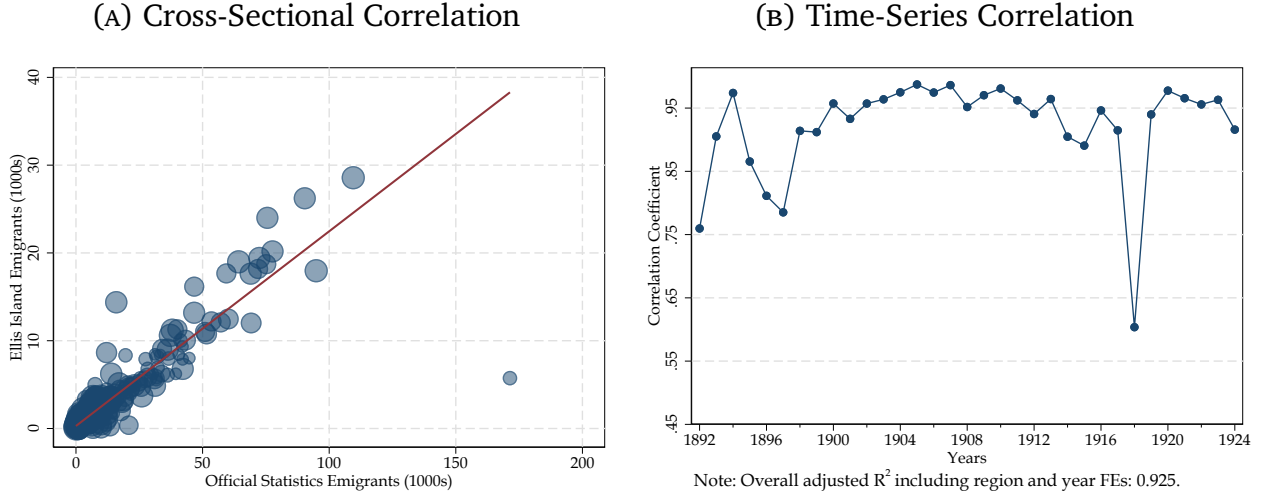 (A) Cross-Sectional Correlation
40
30
20
10
0
Ellis Island Emigrants (1000s)
0 50 100 150 200
Official Statistics Emigrants (1000s)
(B) Time-Series Correlation
.95
.85
.75
.65
.55
.45
Correlation Coefficient
1892 1896 1900 1904 1908 1912 1916 1920 1924
Years
Note: Overall adjusted R² including region and year FEs: 0.925.